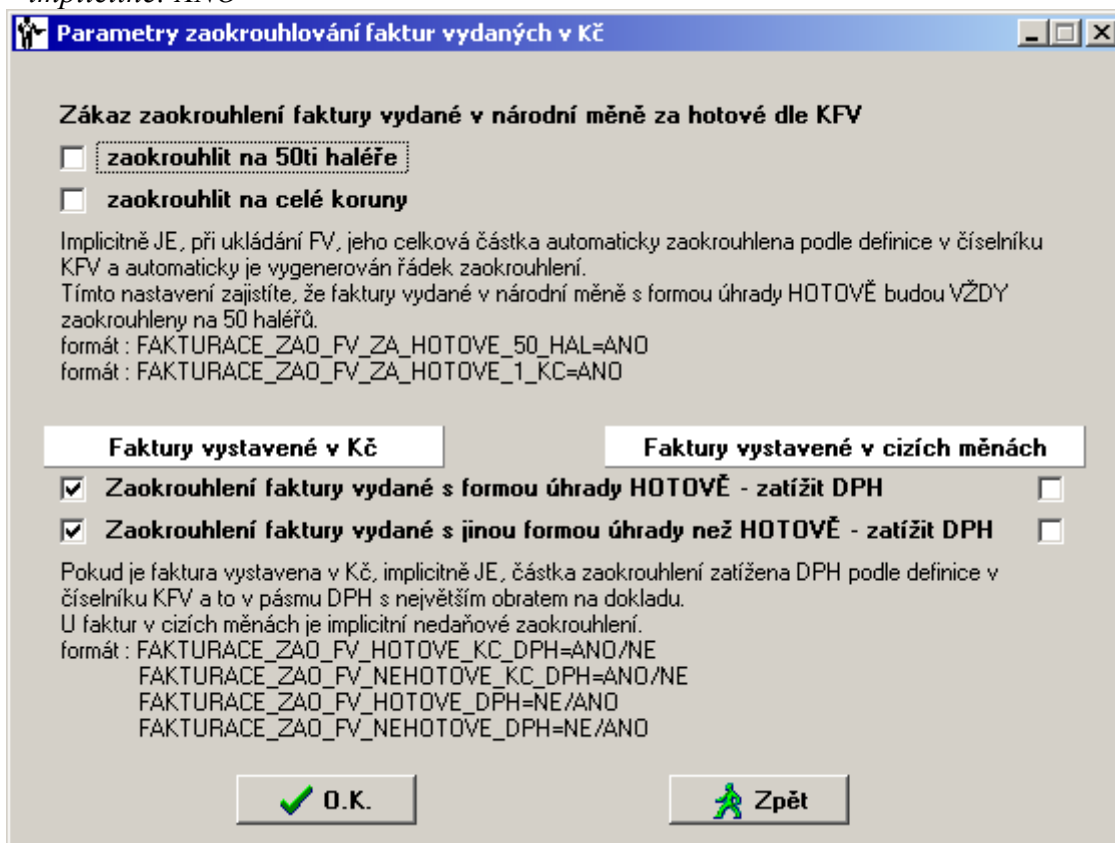 implicitně: ANO
Parametry zaokrouhlování faktur vydaných v Kč
Zákaz zaokrouhlení faktury vydané v národní měně za hotové dle KFV
zaokrouhlit na 50ti haléře
zaokrouhlit na celé koruny
Implicitně JE, při ukládání FV, jeho celková částka automaticky zaokrouhlena podle definice v číselníku
KFV a automaticky je vygenerován řádek zaokrouhlení.
Tímto nastavení zajistíte, že faktury vydané v národní měně s formou úhrady HOTOVĚ budou VŽDY
zaokrouhleny na 50 haléřů.
formát : FAKTURACE_ZAO_FV_ZA_HOTOVE_50_HAL=ANO
formát : FAKTURACE_ZAO_FV_ZA_HOTOVE_1_KC=ANO
Faktury vystavené v Kč Faktury vystavené v cizích měnách
Zaokrouhlení faktury vydané s formou úhrady HOTOVĚ - zatížit DPH
Zaokrouhlení faktury vydané s jinou formou úhrady než HOTOVĚ - zatížit DPH
Pokud je faktura vystavena v Kč, implicitně JE, částka zaokrouhlení zatížena DPH podle definice v
číselníku KFV a to v pásmu DPH s největším obratem na dokladu.
U faktur v cizích měnách je implicitní nedaňové zaokrouhlení.
formát : FAKTURACE_ZAO_FV_HOTOVE_KC_DPH=ANO/NE
FAKTURACE_ZAO_FV_NEHOTOVE_KC_DPH=ANO/NE
FAKTURACE_ZAO_FV_HOTOVE_DPH=NE/ANO
FAKTURACE_ZAO_FV_NEHOTOVE_DPH=NE/ANO
O.K. Zpět